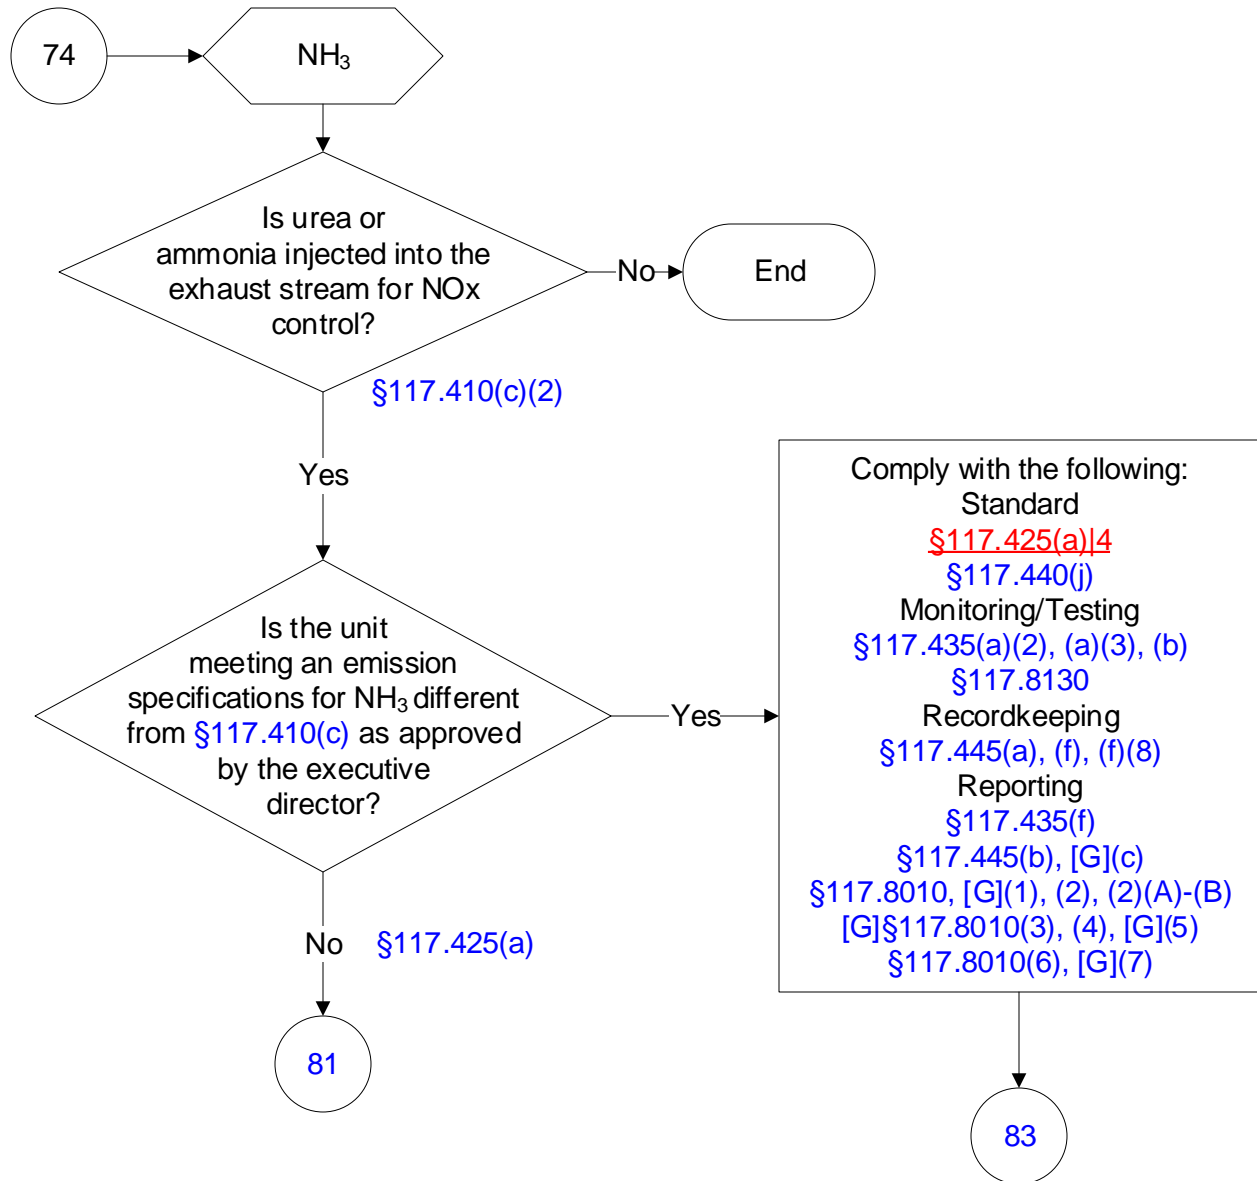 74
NH₃
Is urea or
ammonia injected into the
exhaust stream for NOx
control?
No
End
§117.410(c)(2)
Yes
Is the unit
meeting an emission
specifications for NH₃ different
from §117.410(c) as approved
by the executive
director?
Yes
Comply with the following:
Standard
§117.425(a)|4
§117.440(j)
Monitoring/Testing
§117.435(a)(2), (a)(3), (b)
§117.8130
Recordkeeping
§117.445(a), (f), (f)(8)
Reporting
§117.435(f)
§117.445(b), [G](c)
§117.8010, [G](1), (2), (2)(A)-(B)
[G]§117.8010(3), (4), [G](5)
§117.8010(6), [G](7)
No
§117.425(a)
81
83